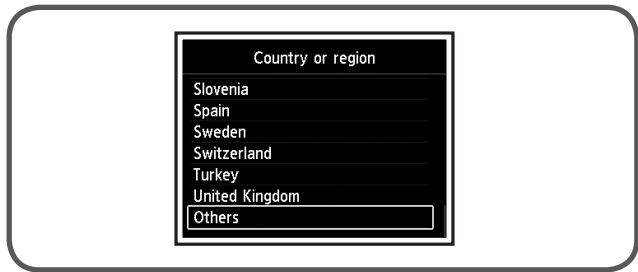 Country or region
Slovenia
Spain
Sweden
Switzerland
Turkey
United Kingdom
Others